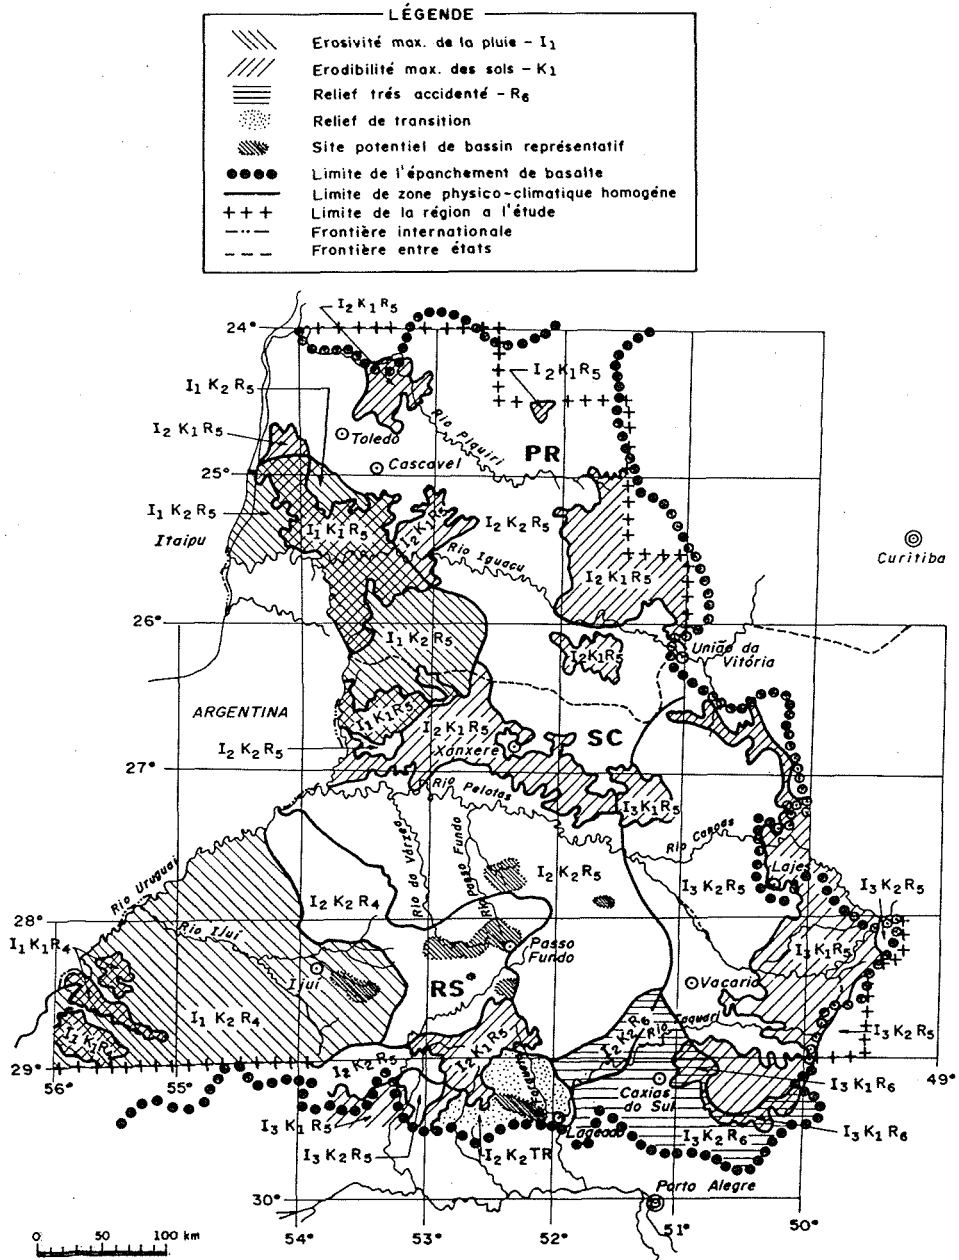 LÉGENDE
Erosivité max. de la pluie - I1
Erodibilité max. des sols - K1
Relief trés accidenté - R6
Relief de transition
Site potentiel de bassin représentatif
Limite de l'épanchement de basalte
Limite de zone physico-climatique homogéne
Limite de la région a l'étude
Frontière internationale
Frontière entre états
I2 K1 R5
24°
I1 K2 R5
I2 K1 R5
I2 K1 R5
Toledo
Rio Piquiri
PR
Cascavel
25°
I1 K2 R5
Itaipu
I1 K1 R5
I2 K1
I2 K2 R5
Rio Iguacu
I2 K1 R5
Curitiba
26°
I1 K2 R5
I2 K1 R5
União da Vitória
ARGENTINA
I1 K1 R5
I2 K1 R5
I2 K2 R5
Xanxere
SC
27°
Rio Pelotas
I3 K1 R5
Rio Canoas
Rio Uruguai
Rio da Várzea
Rio Passo Fundo
I2 K2 R5
Lajes
I3 K2 R5
I3 K2 R5
I2 K2 R4
28°
Rio Ijuí
I1 K1 R4
Passo Fundo
I3 K1 R5
Ijuí
RS
Vacaria
I1 K2 R4
I1 K1 R4
I2 K1 R5
I2 K2 R6
Rio Taquari
I3 K2 R5
29°
I2 K2 R5
56°
55°
49°
I3 K1 R6
Caxias do Sul
I3 K1 R5
Lageado
I3 K2 R6
I3 K1 R6
I3 K2 R5
I2 K2 TR
Porto Alegre
30°
54°
53°
52°
51°
50°
0 50 100 km